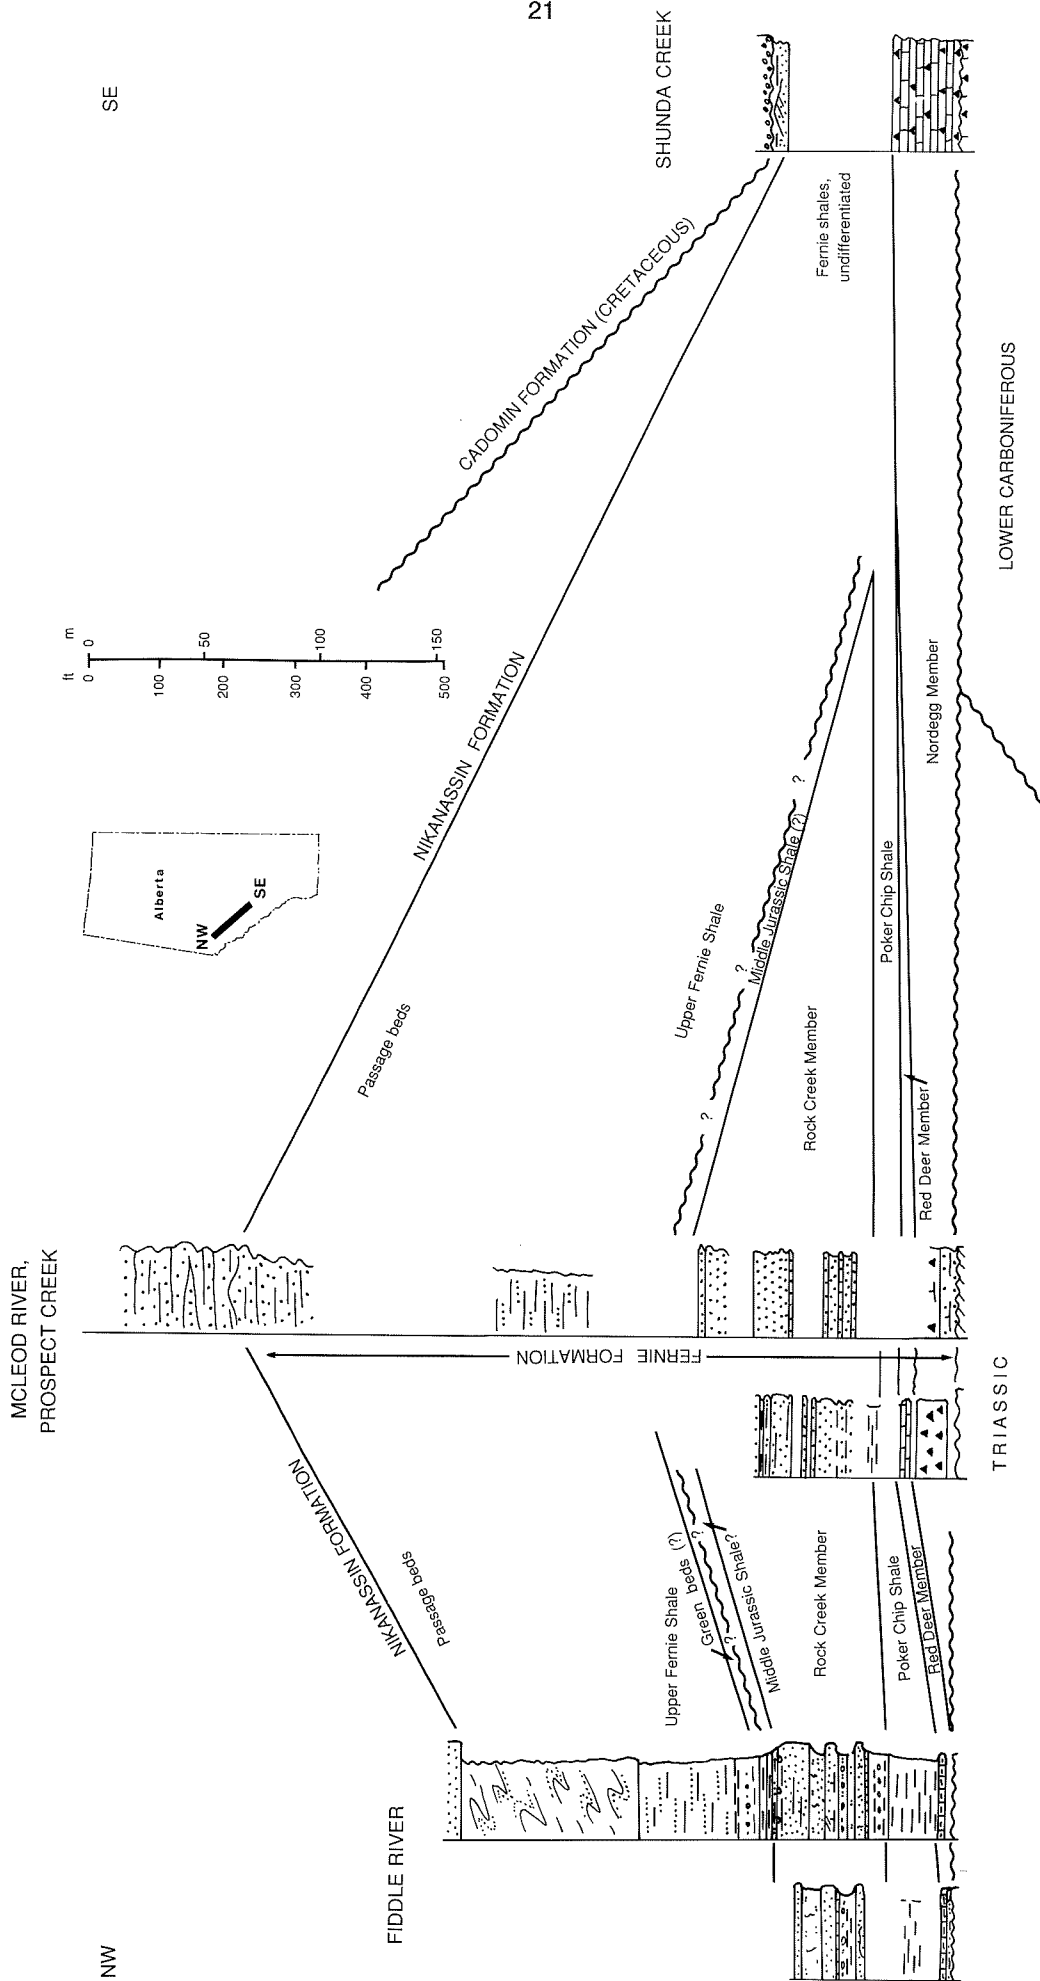 21
NW
SE
MCLEOD RIVER,
PROSPECT CREEK
FIDDLE RIVER
SHUNDA CREEK
ft
m
0
0
100
50
200
300
100
400
500
150
Alberta
NW
SE
CADOMIN FORMATION (CRETACEOUS)
NIKANASSIN FORMATION
NIKANASSIN FORMATION
Passage beds
Passage beds
FERNIE FORMATION
Upper Fernie Shale
Green beds (?)
?
?
Middle Jurassic Shale?
Rock Creek Member
Poker Chip Shale
Red Deer Member
Upper Fernie Shale
?
?
?
Middle Jurassic Shale (?)
Rock Creek Member
Poker Chip Shale
Red Deer Member
Nordegg Member
Fernie shales,
undifferentiated
TRIASSIC
LOWER CARBONIFEROUS